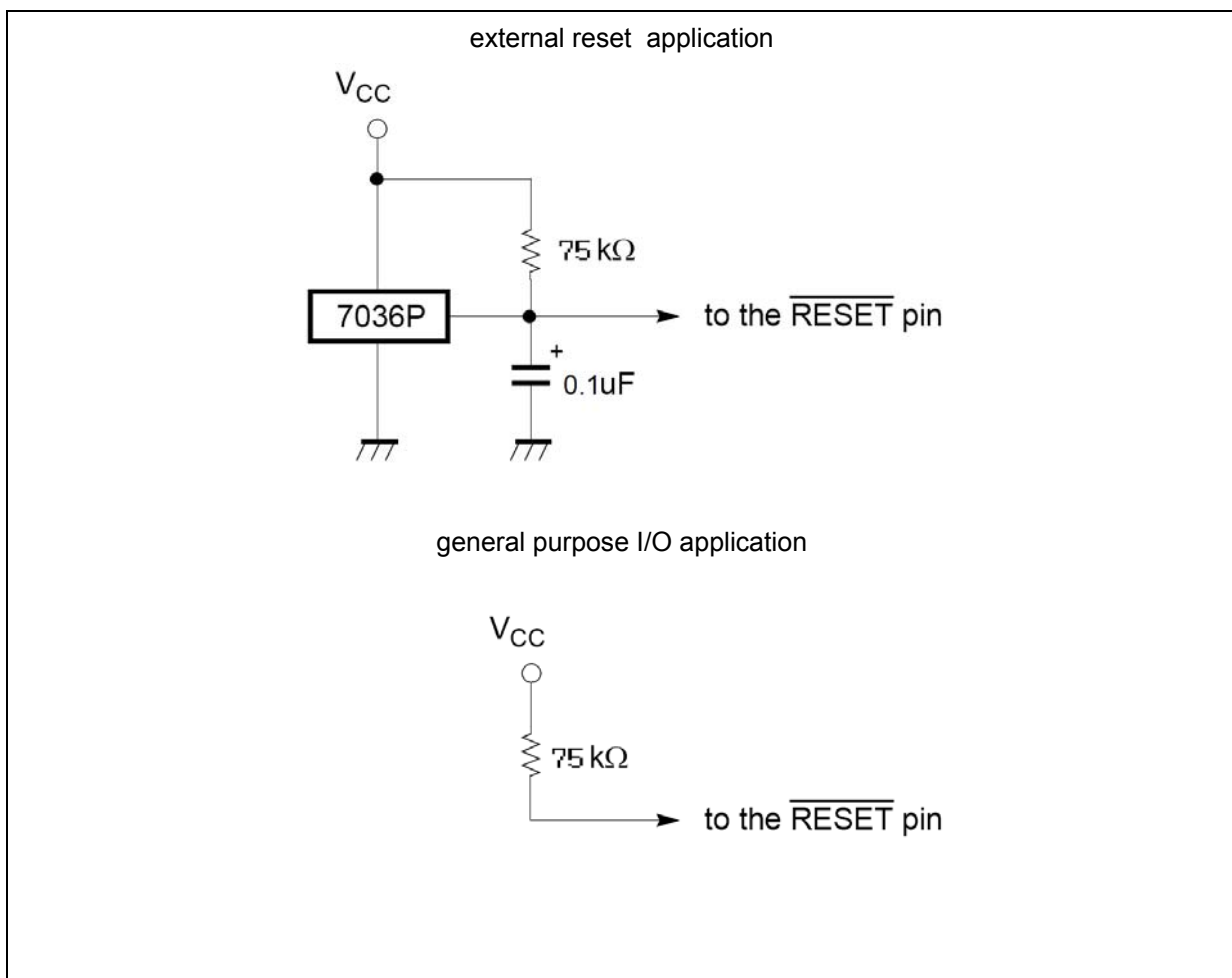 external reset application
VCC
75 kΩ
7036P
to the RESET pin
+
0.1uF
general purpose I/O application
VCC
75 kΩ
to the RESET pin